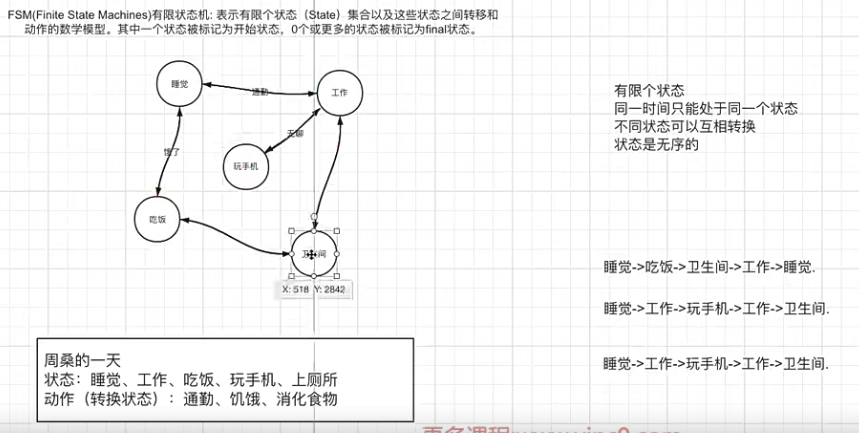 FSM(Finite State Machines)有限状态机: 表示有限个状态（State）集合以及这些状态之间转移和
动作的数学模型。其中一个状态被标记为开始状态，0个或更多的状态被标记为final状态。
睡觉
通勤
工作
有限个状态
同一时间只能处于同一个状态
不同状态可以互相转换
状态是无序的
无聊
饿了
玩手机
吃饭
卫生间
X: 518 Y: 2842
睡觉->吃饭->卫生间->工作->睡觉.
睡觉->工作->玩手机->工作->卫生间.
睡觉->工作->玩手机->工作->卫生间.
周桑的一天
状态：睡觉、工作、吃饭、玩手机、上厕所
动作（转换状态）：通勤、饥饿、消化食物